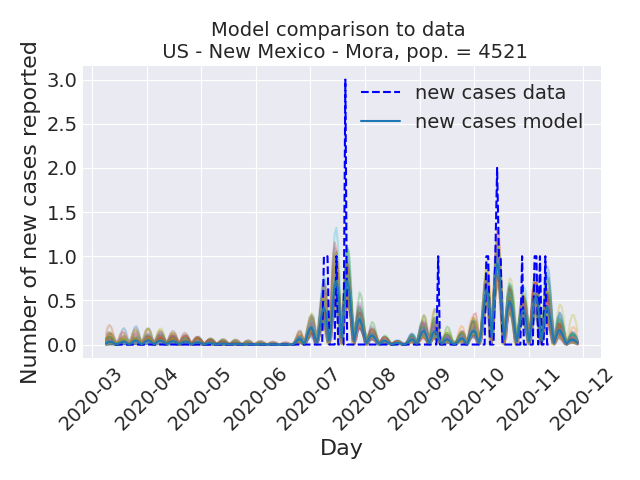 Model comparison to data
US - New Mexico - Mora, pop. = 4521
Number of new cases reported
3.0
2.5
2.0
1.5
1.0
0.5
0.0
new cases data
new cases model
2020-03
2020-04
2020-05
2020-06
2020-07
2020-08
2020-09
2020-10
2020-11
2020-12
Day